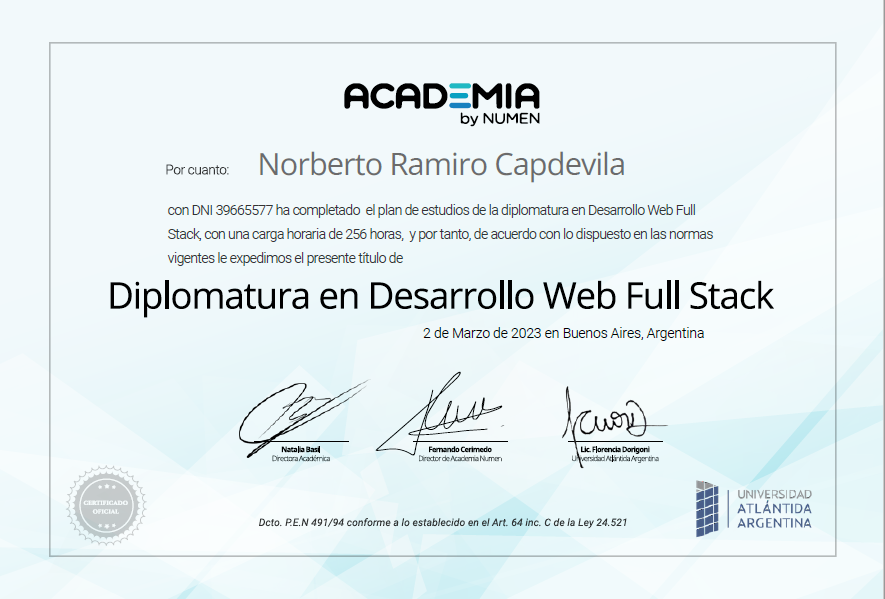 ACADEMIA
by NUMEN
Por cuanto: Norberto Ramiro Capdevila
con DNI 39665577 ha completado el plan de estudios de la diplomatura en Desarrollo Web Full
Stack, con una carga horaria de 256 horas, y por tanto, de acuerdo con lo dispuesto en las normas
vigentes le expedimos el presente título de
Diplomatura en Desarrollo Web Full Stack
2 de Marzo de 2023 en Buenos Aires, Argentina
Natalia Basil
Directora Académica
Fernando Cerimedo
Director de Academia Numen
Lic. Florencia Dorigoni
Universidad Atlántida Argentina
CERTIFICADO
OFICIAL
Dcto. P.E.N 491/94 conforme a lo establecido en el Art. 64 inc. C de la Ley 24.521
UNIVERSIDAD
ATLÁNTIDA
ARGENTINA